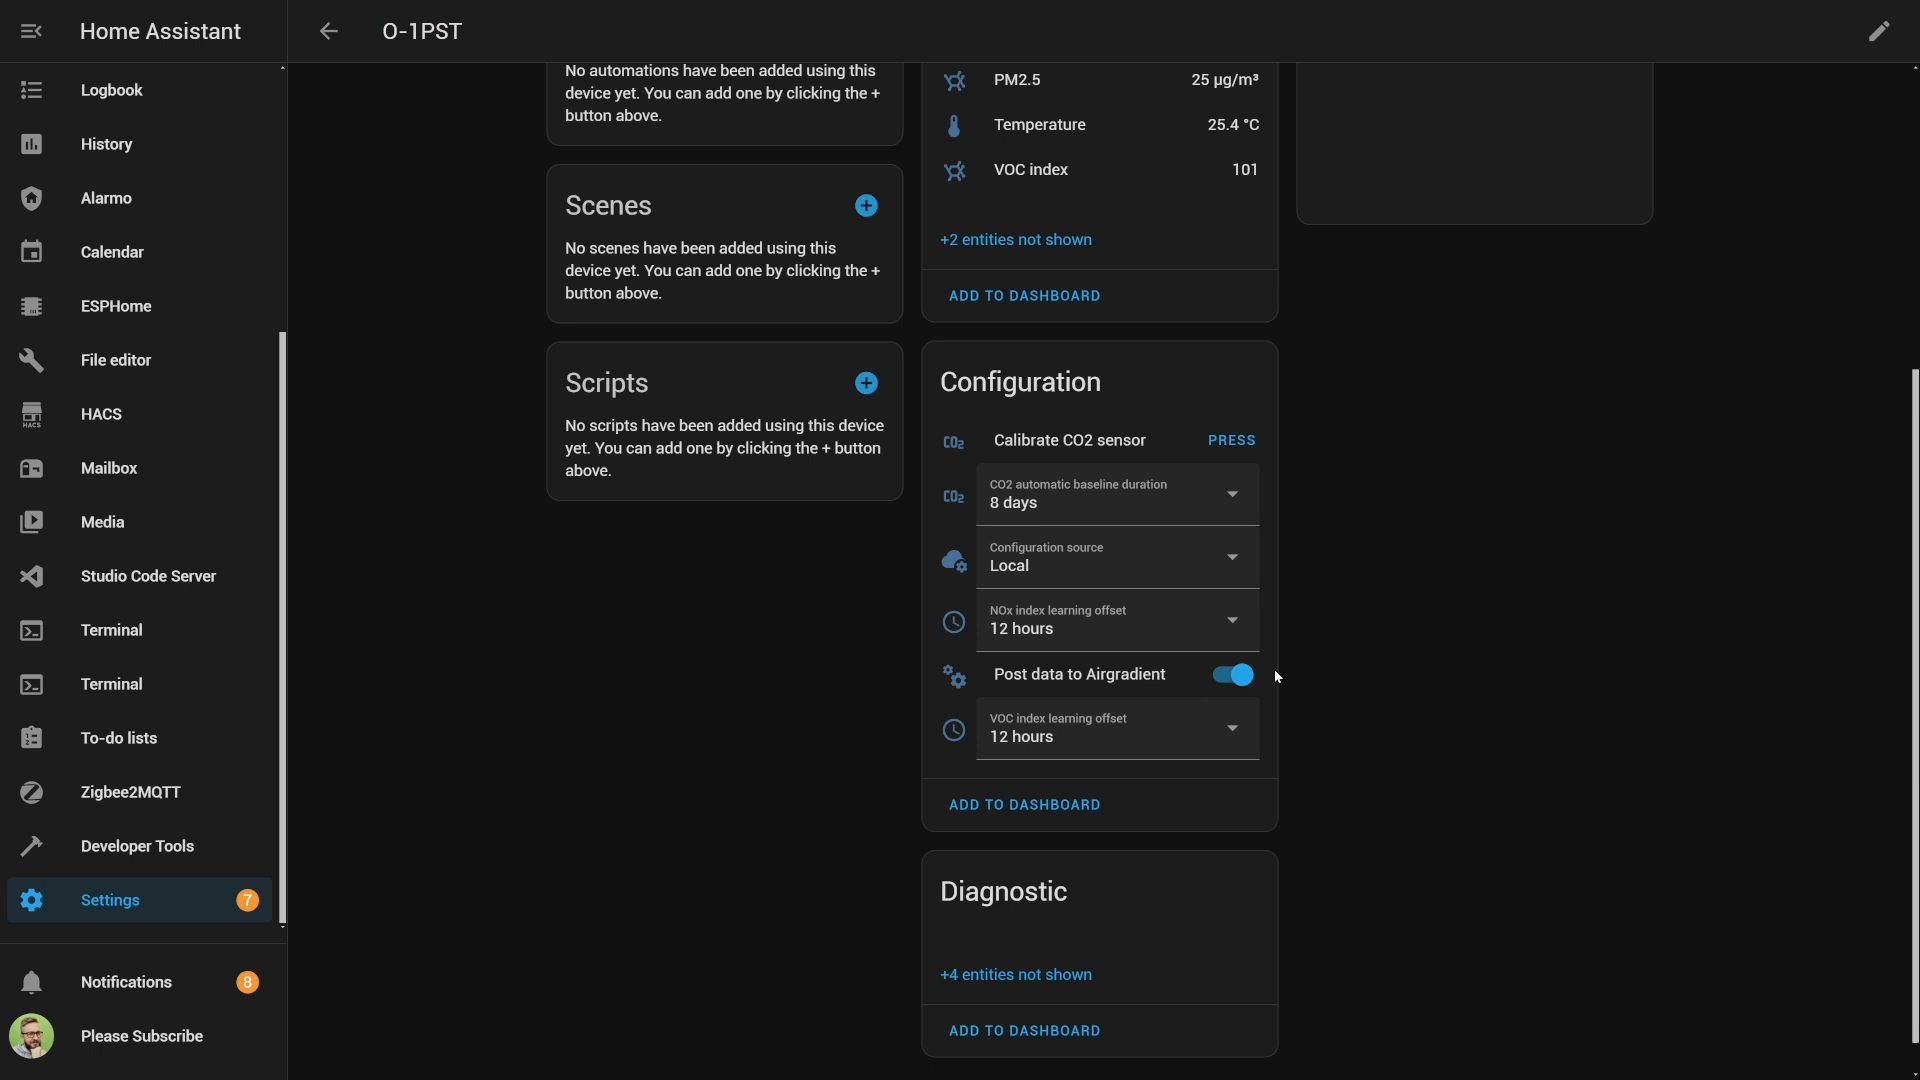 Home Assistant
Logbook
History
Alarmo
Calendar
ESPHome
File editor
HACS
HACS
Mailbox
Media
Studio Code Server
Terminal
Terminal
To-do lists
Zigbee2MQTT
Developer Tools
Settings
7
Notifications
8
Please Subscribe
O-1PST
No automations have been added using this
device yet. You can add one by clicking the +
button above.
Scenes
No scenes have been added using this
device yet. You can add one by clicking the +
button above.
Scripts
No scripts have been added using this device
yet. You can add one by clicking the + button
above.
PM2.5 25 µg/m³
Temperature 25.4 °C
VOC index 101
+2 entities not shown
ADD TO DASHBOARD
Configuration
CO2 Calibrate CO2 sensor PRESS
CO2 automatic baseline duration
CO2 8 days
Configuration source
Local
NOx index learning offset
12 hours
Post data to Airgradient
VOC index learning offset
12 hours
ADD TO DASHBOARD
Diagnostic
+4 entities not shown
ADD TO DASHBOARD